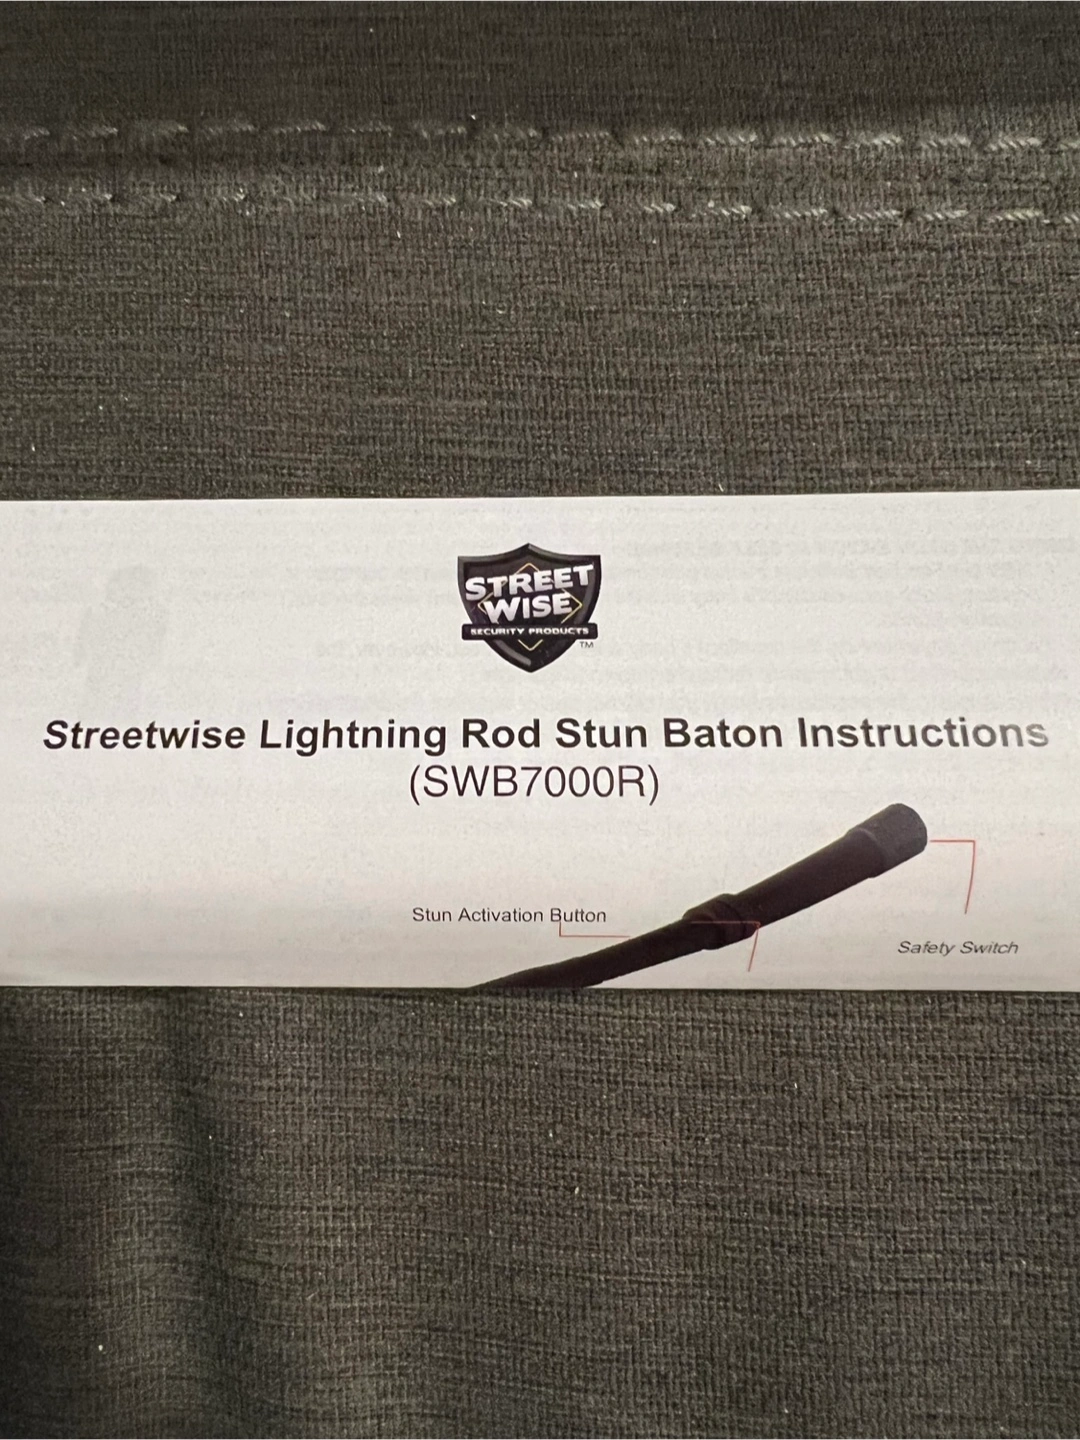 STREET
WISE
SECURITY PRODUCTS
TM
Streetwise Lightning Rod Stun Baton Instructions
(SWB7000R)
Stun Activation Button
Safety Switch